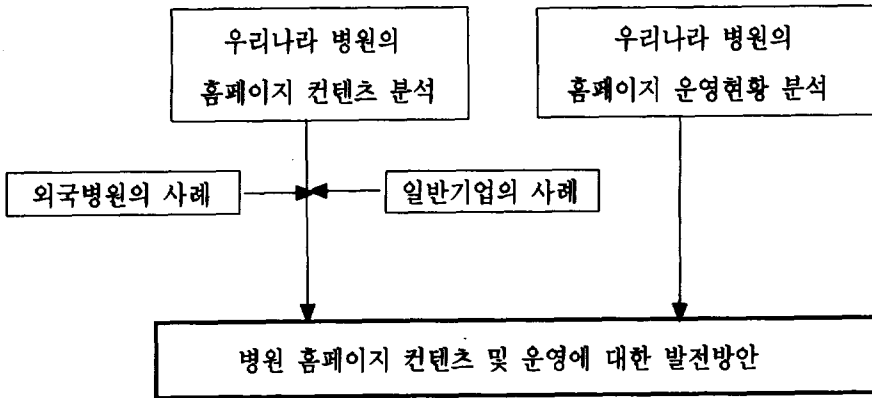 우리나라 병원의
홈페이지 컨텐츠 분석
우리나라 병원의
홈페이지 운영현황 분석
외국병원의 사례
일반기업의 사례
병원 홈페이지 컨텐츠 및 운영에 대한 발전방안